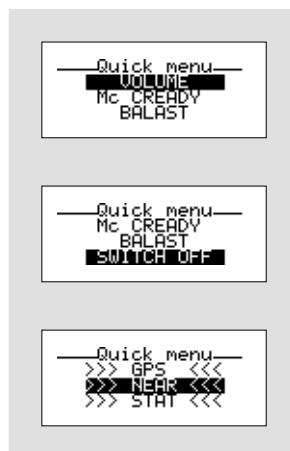 Quick menu
VOLUME
Mc CREADY
BALAST
Quick menu
Mc CREADY
BALAST
SWITCH OFF
Quick menu
>>> GPS <<<
>>> NEAR <<<
>>> STAT <<<